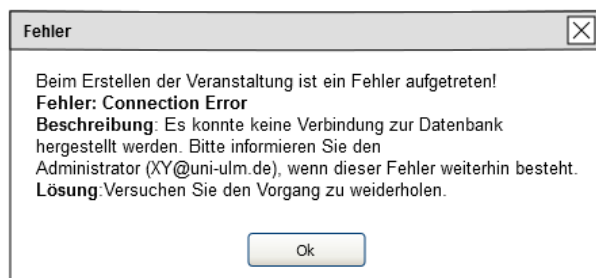 Fehler
Beim Erstellen der Veranstaltung ist ein Fehler aufgetreten!
Fehler: Connection Error
Beschreibung: Es konnte keine Verbindung zur Datenbank
hergestellt werden. Bitte informieren Sie den
Administrator (XY@uni-ulm.de), wenn dieser Fehler weiterhin besteht.
Lösung:Versuchen Sie den Vorgang zu weiderholen.
Ok